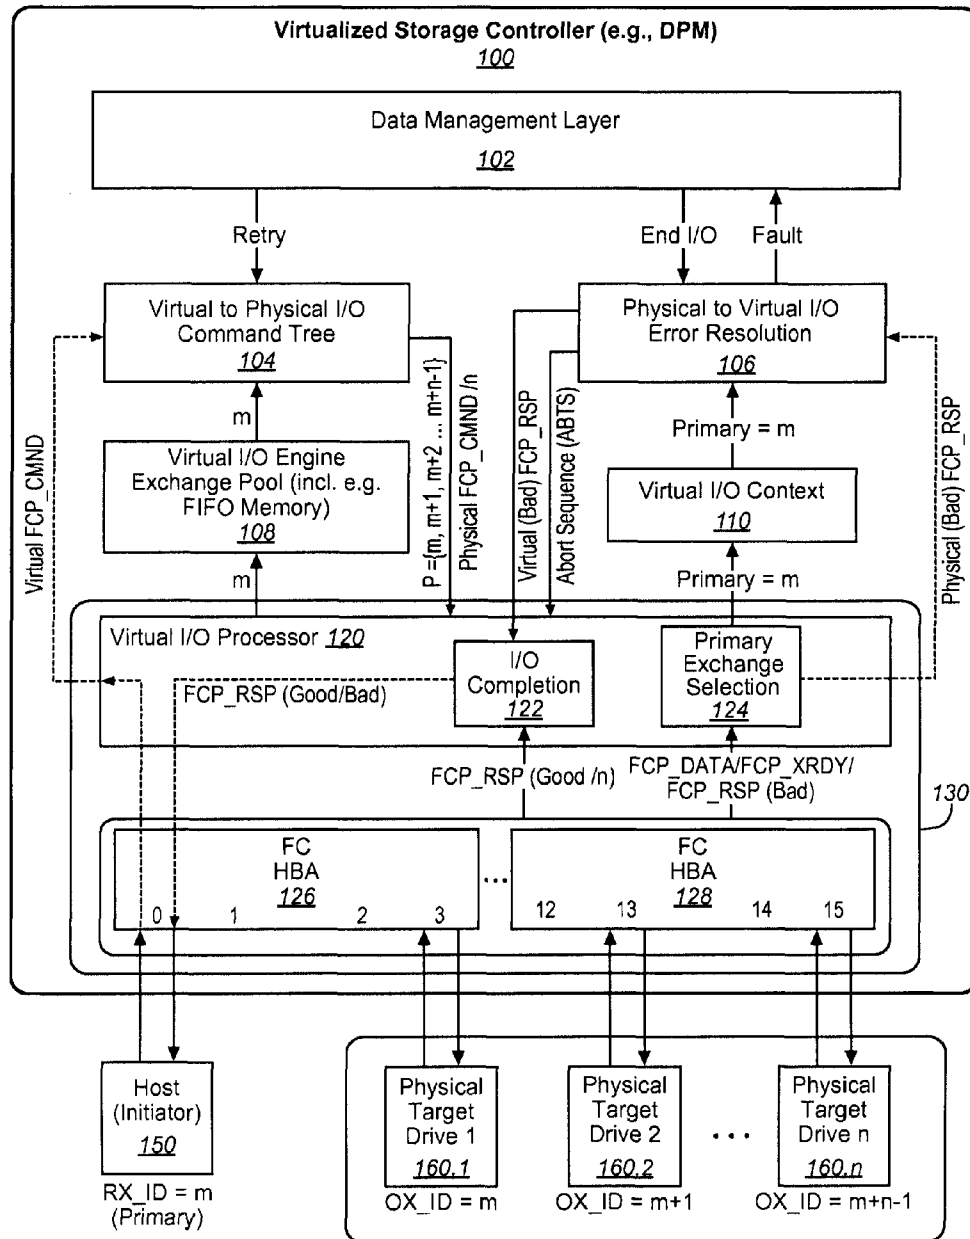 Virtualized Storage Controller (e.g., DPM)
100
Data Management Layer
102
Retry
End I/O
Fault
Virtual to Physical I/O
Command Tree
104
Physical to Virtual I/O
Error Resolution
106
m
P ={m, m+1, m+2 ... m+n-1}
Physical FCP_CMND /n
Virtual (Bad) FCP_RSP
Abort Sequence (ABTS)
Primary = m
Virtual FCP_CMND
Physical (Bad) FCP_RSP
Virtual I/O Engine
Exchange Pool (incl. e.g.
FIFO Memory)
108
Virtual I/O Context
110
m
Primary = m
Virtual I/O Processor 120
I/O
Completion
122
Primary
Exchange
Selection
124
FCP_RSP (Good/Bad)
FCP_RSP (Good /n)
FCP_DATA/FCP_XRDY/
FCP_RSP (Bad)
130
FC
HBA
126
0 1 2 3
...
FC
HBA
128
12 13 14 15
Host
(Initiator)
150
RX_ID = m
(Primary)
Physical
Target
Drive 1
160.1
OX_ID = m
Physical
Target
Drive 2
160.2
OX_ID = m+1
...
Physical
Target
Drive n
160.n
OX_ID = m+n-1